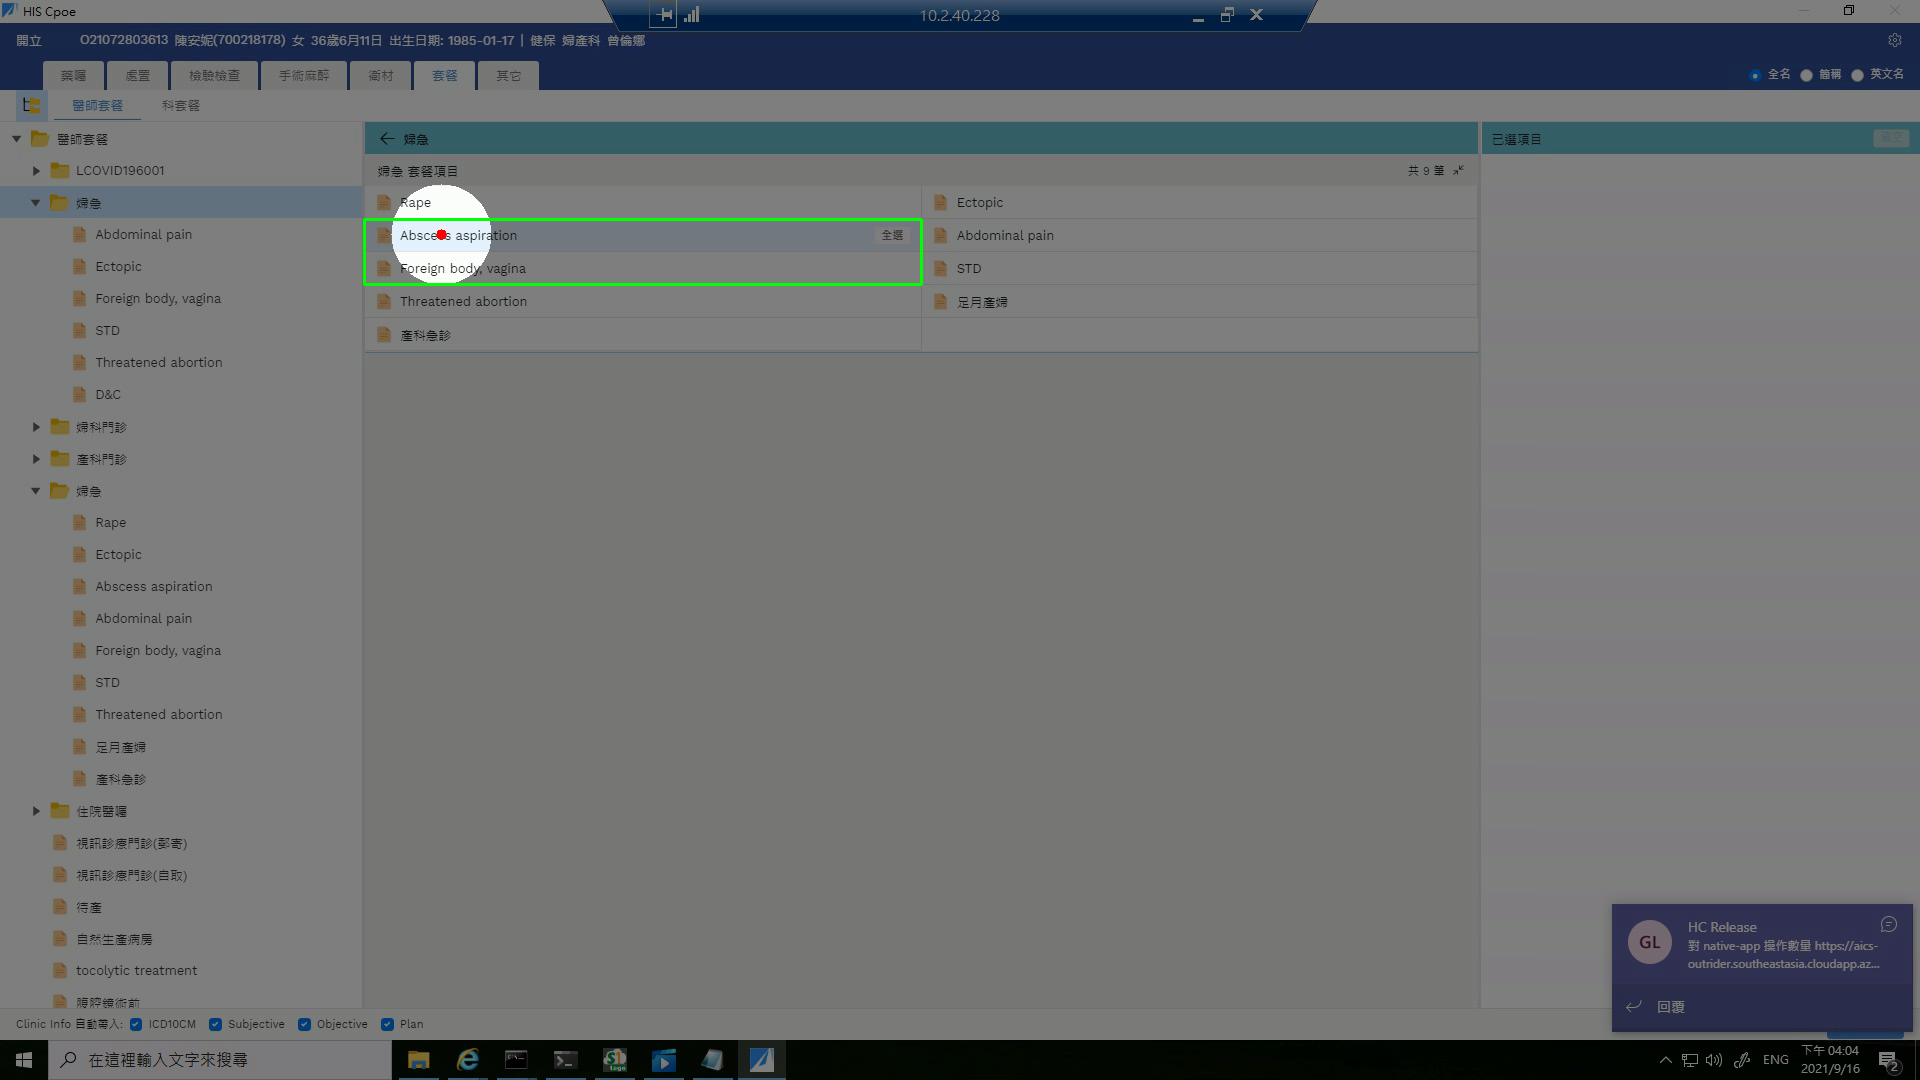 HIS Cpoe
10.2.40.228
開立 O21072803613 陳安妮(700218178) 女 36歲6月11日 出生日期: 1985-01-17 | 健保 婦產科 曾倫娜
藥囑 處置 檢驗檢查 手術麻醉 衛材 套餐 其它
全名 簡稱 英文名
醫師套餐 科套餐
醫師套餐
LCOVID196001
婦急
Abdominal pain
Ectopic
Foreign body, vagina
STD
Threatened abortion
D&C
婦科門診
產科門診
婦急
Rape
Ectopic
Abscess aspiration
Abdominal pain
Foreign body, vagina
STD
Threatened abortion
足月產婦
產科急診
住院醫囑
視訊診療門診(郵寄)
視訊診療門診(自取)
待產
自然生產病房
tocolytic treatment
腹腔鏡術前
婦急
婦急 套餐項目 共 9 筆
Rape Ectopic
Abscess aspiration 全選 Abdominal pain
Foreign body, vagina STD
Threatened abortion 足月產婦
產科急診
已選項目
Clinic Info 自動帶入: ICD10CM Subjective Objective Plan
GL
HC Release
對 native-app 操作數量 https://aics-
outrider.southeastasia.cloudapp.az...
回覆
在這裡輸入文字來搜尋
ENG
下午 04:04
2021/9/16
2